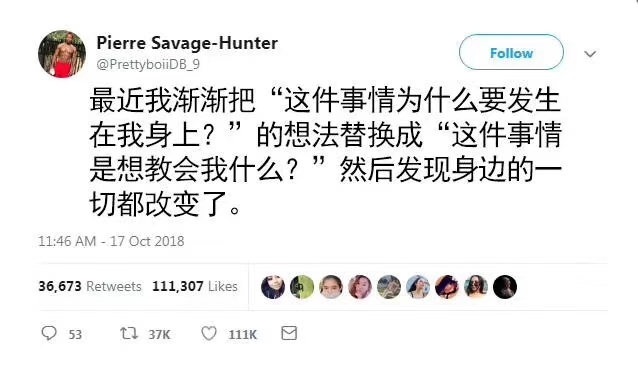 Pierre Savage-Hunter
@PrettyboiiDB_9
Follow
最近我渐渐把“这件事情为什么要发生
在我身上？”的想法替换成“这件事情
是想教会我什么？”然后发现身边的一
切都改变了。
11:46 AM - 17 Oct 2018
36,673 Retweets 111,307 Likes
53 37K 111K